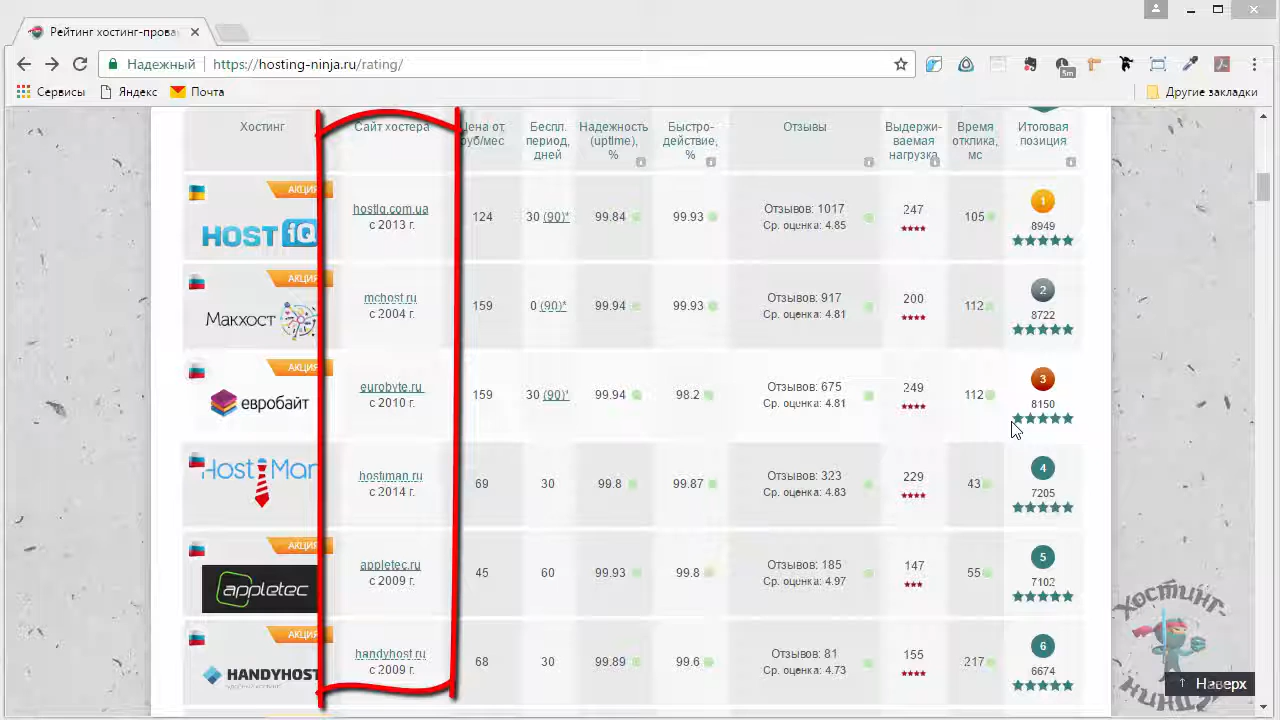 Рейтинг хостинг-прова
Надежный
https://hosting-ninja.ru/rating/
5m
Сервисы
Яндекс
Почта
Другие закладки
Хостинг
Сайт хостера
Цена от,
руб/мес
Беспл.
период,
дней
Надежность
(uptime),
%
Быстро-
действие,
%
Отзывы
Выдержи-
ваемая
нагрузка
Время
отклика,
мс
Итоговая
позиция
АКЦИЯ
HOST iQ
hostiq.com.ua
с 2013 г.
124
30 (90)*
99.84
99.93
Отзывов: 1017
Ср. оценка: 4.85
247
105
1
8949
АКЦИЯ
Макхост
mchost.ru
с 2004 г.
159
0 (90)*
99.94
99.93
Отзывов: 917
Ср. оценка: 4.81
200
112
2
8722
АКЦИЯ
евробайт
eurobyte.ru
с 2010 г.
159
30 (90)*
99.94
98.2
Отзывов: 675
Ср. оценка: 4.81
249
112
3
8150
Host Man
hostiman.ru
с 2014 г.
69
30
99.8
99.87
Отзывов: 323
Ср. оценка: 4.83
229
43
4
7205
АКЦИЯ
appletec
appletec.ru
с 2009 г.
45
60
99.93
99.8
Отзывов: 185
Ср. оценка: 4.97
147
55
5
7102
АКЦИЯ
HANDYHOST
handyhost.ru
с 2009 г.
68
30
99.89
99.6
Отзывов: 81
Ср. оценка: 4.73
155
217
6
6674
Хостинг-
Ниндзя
↑ Наверх